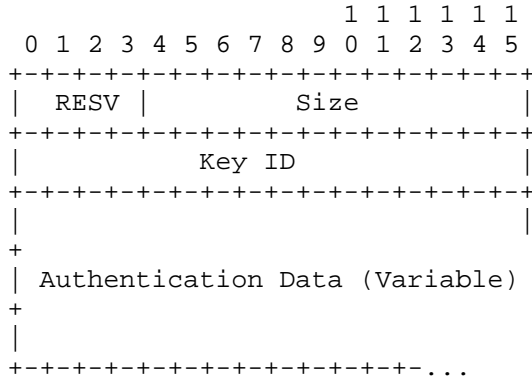 1 1 1 1 1 1
 0 1 2 3 4 5 6 7 8 9 0 1 2 3 4 5
+-+-+-+-+-+-+-+-+-+-+-+-+-+-+-+-+
|  RESV |         Size          |
+-+-+-+-+-+-+-+-+-+-+-+-+-+-+-+-+
|           Key ID              |
+-+-+-+-+-+-+-+-+-+-+-+-+-+-+-+-+
|                               |
+
| Authentication Data (Variable)
+
|
+-+-+-+-+-+-+-+-+-+-+-+-+-...